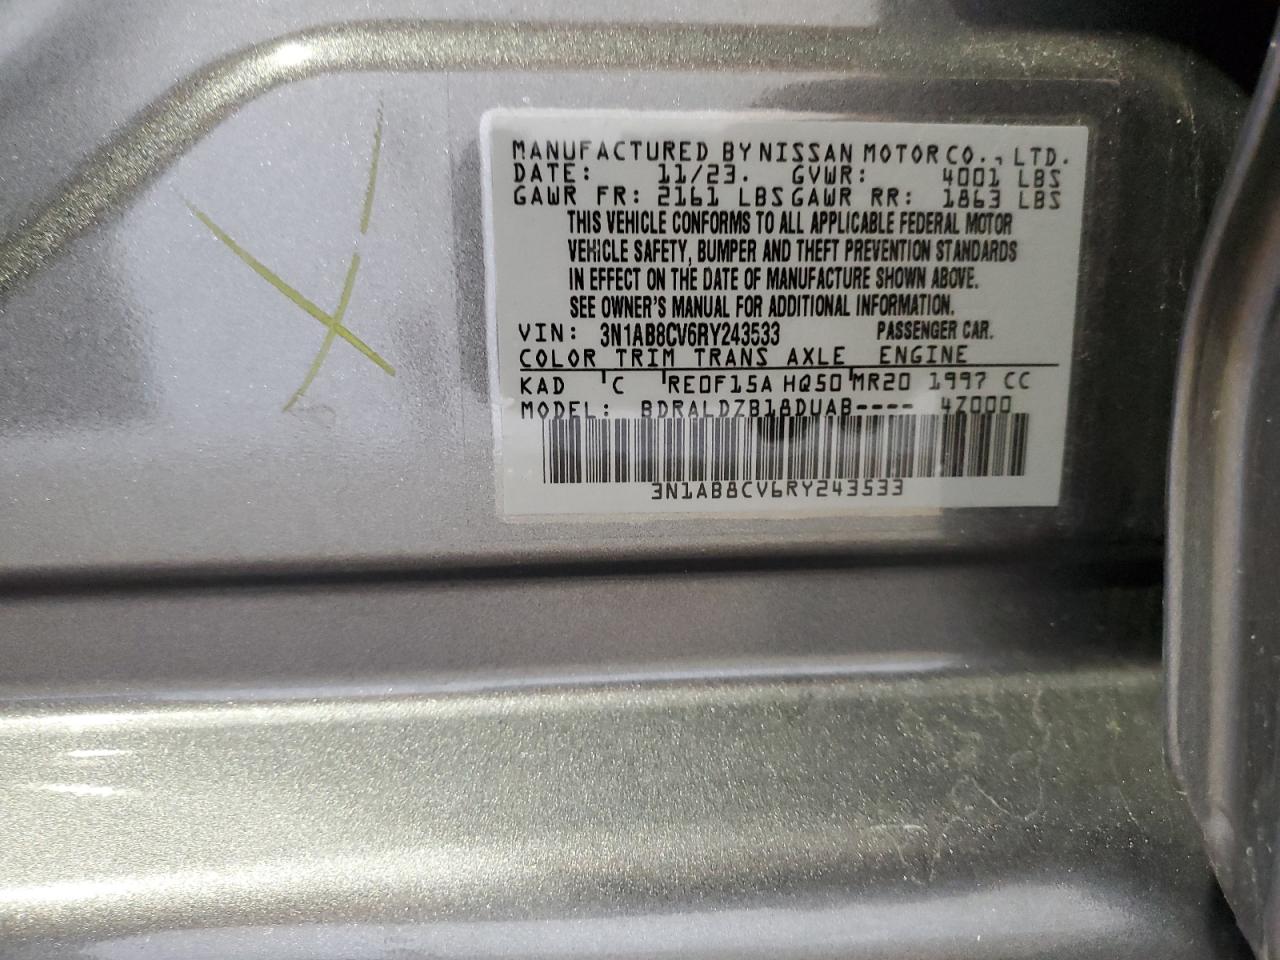 MANUFACTURED BY NISSAN MOTOR CO., LTD.
DATE: 11/23. GVWR: 4001 LBS
GAWR FR: 2161 LBS GAWR RR: 1863 LBS
THIS VEHICLE CONFORMS TO ALL APPLICABLE FEDERAL MOTOR
VEHICLE SAFETY, BUMPER AND THEFT PREVENTION STANDARDS
IN EFFECT ON THE DATE OF MANUFACTURE SHOWN ABOVE.
SEE OWNER'S MANUAL FOR ADDITIONAL INFORMATION.
VIN: 3N1AB8CV6RY243533 PASSENGER CAR.
COLOR TRIM TRANS AXLE ENGINE
KAD C RE0F15A HQ50 MR20 1997 CC
MODEL: BDRALDZB18DUAB---- 4Z000
3N1AB8CV6RY243533